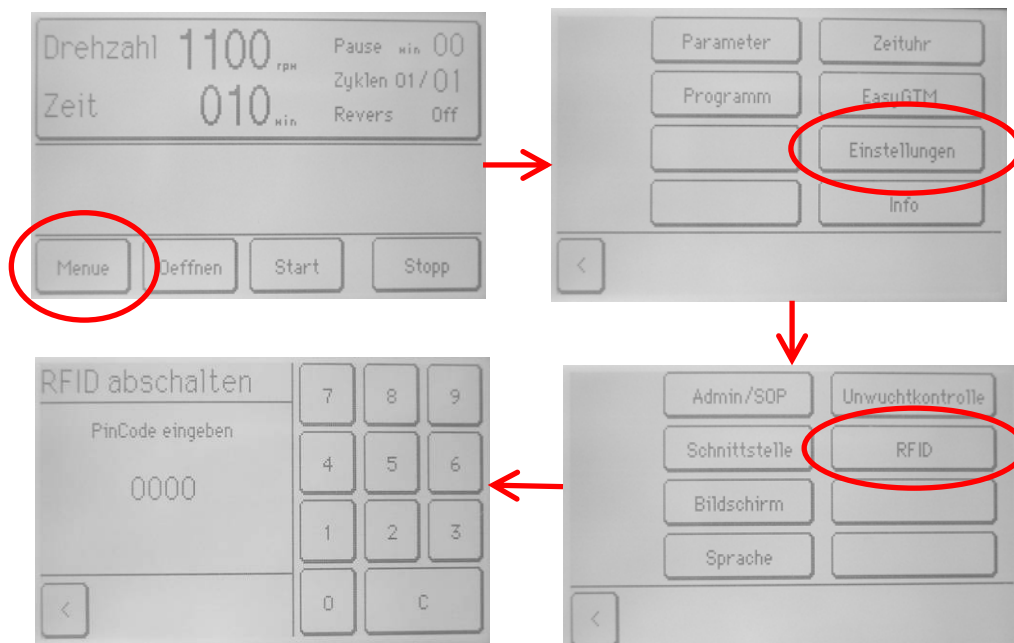 Drehzahl 1100 rpm
Pause min 00
Zyklen 01/01
Zeit 010 min
Revers Off
Menue Oeffnen Start Stopp
Parameter Zeituhr
Programm EasyGTM
Einstellungen
Info
<
Admin/SOP Unwuchtkontrolle
Schnittstelle RFID
Bildschirm
Sprache
<
RFID abschalten
PinCode eingeben
0000
7 8 9
4 5 6
1 2 3
0 C
<